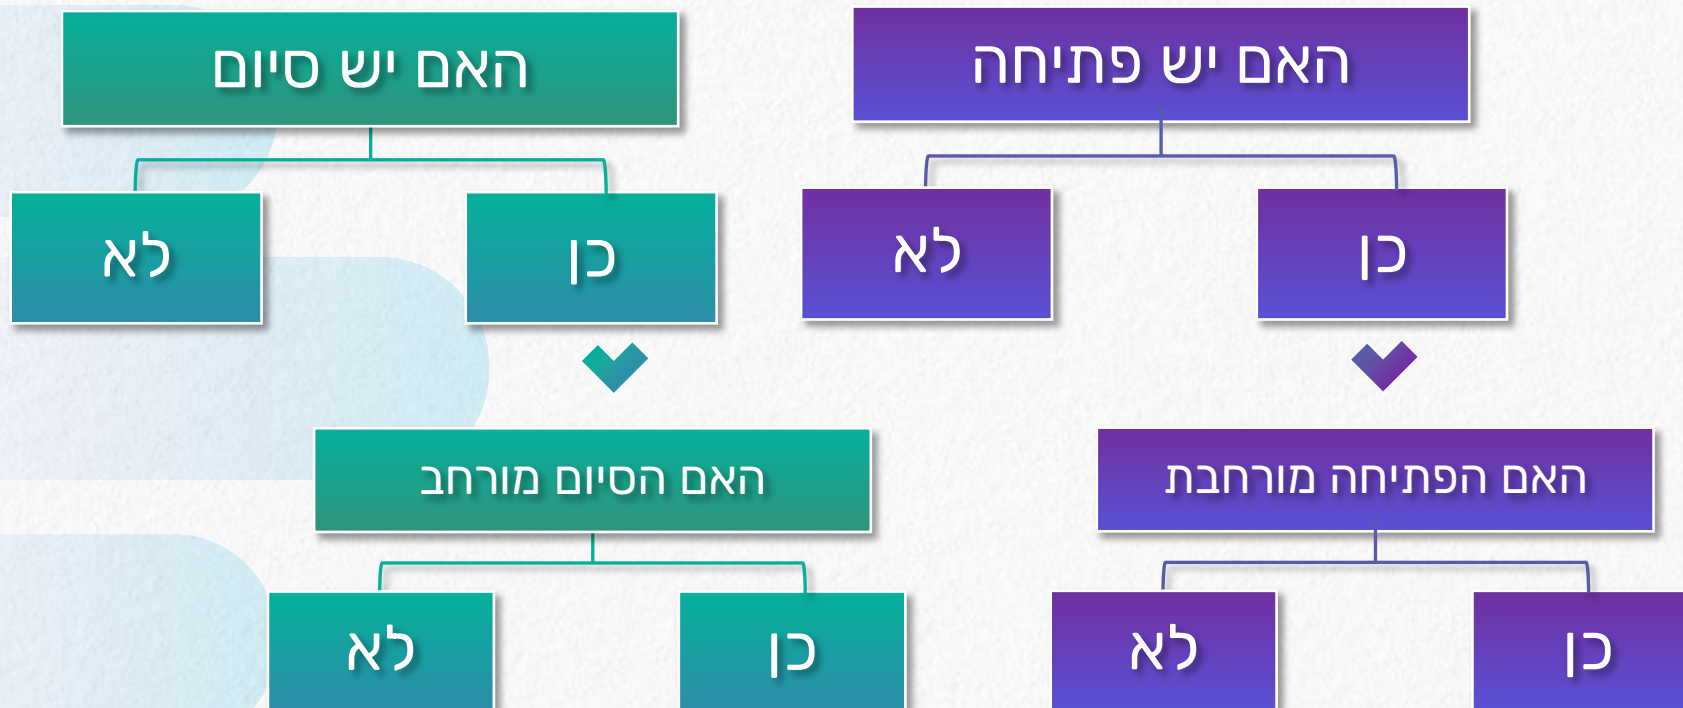 האם יש פתיחה
כן
לא
האם הפתיחה מורחבת
כן
לא
האם יש סיום
כן
לא
האם הסיום מורחב
כן
לא